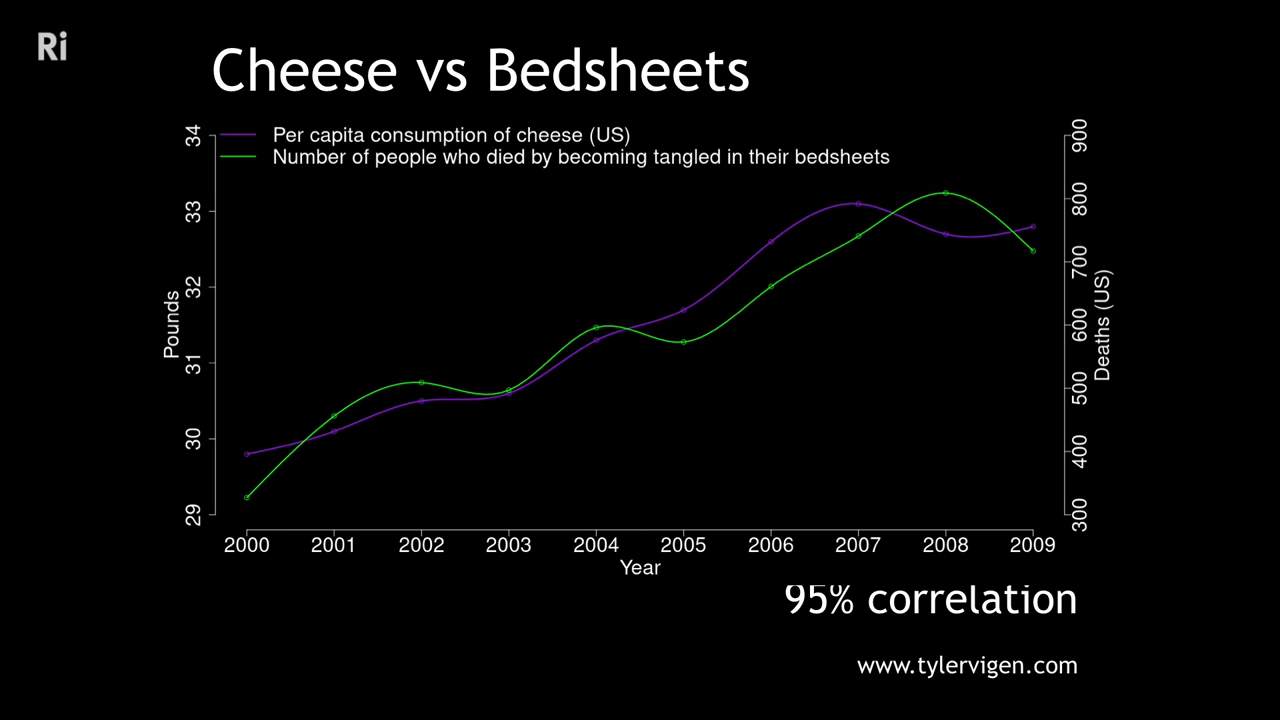 Ri
Cheese vs Bedsheets
Per capita consumption of cheese (US)
Number of people who died by becoming tangled in their bedsheets
34
33
32
31
30
29
Pounds
900
800
700
600
500
400
300
Deaths (US)
2000 2001 2002 2003 2004 2005 2006 2007 2008 2009
Year
95% correlation
www.tylervigen.com